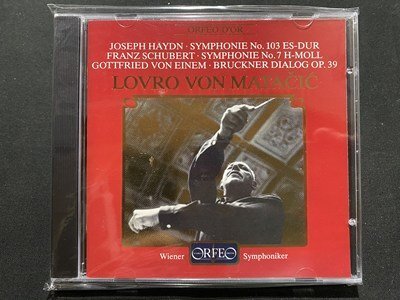 ORFEO D'OR
JOSEPH HAYDN · SYMPHONIE No. 103 ES-DUR
FRANZ SCHUBERT · SYMPHONIE No. 7 H-MOLL
GOTTFRIED VON EINEM · BRUCKNER DIALOG OP. 39
LOVRO VON MATAČIĆ
Wiener ORFEO Symphoniker